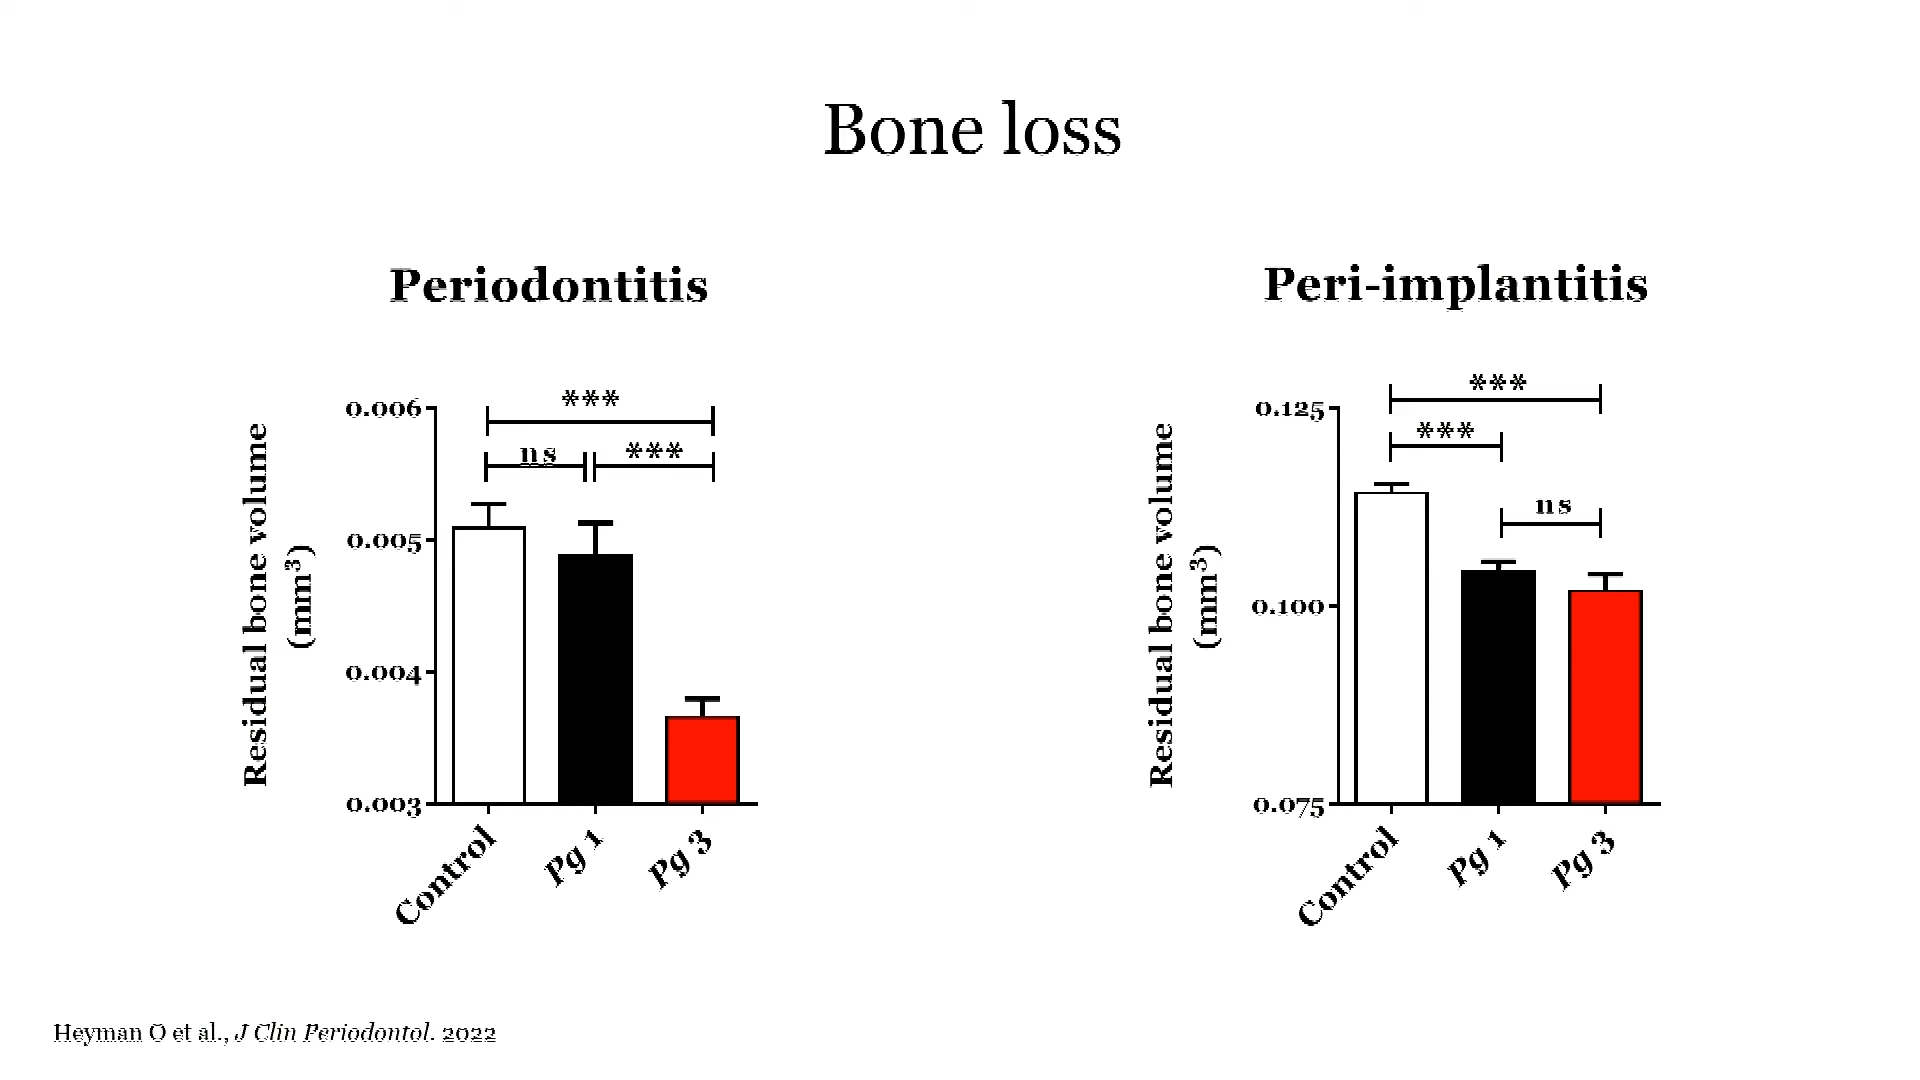 Bone loss
Periodontitis
Residual bone volume
(mm³)
0.006
0.005
0.004
0.003
***
ns
***
Control
Pg 1
Pg 3
Peri-implantitis
Residual bone volume
(mm³)
0.125
0.100
0.075
***
***
ns
Control
Pg 1
Pg 3
Heyman O et al., J Clin Periodontol. 2022